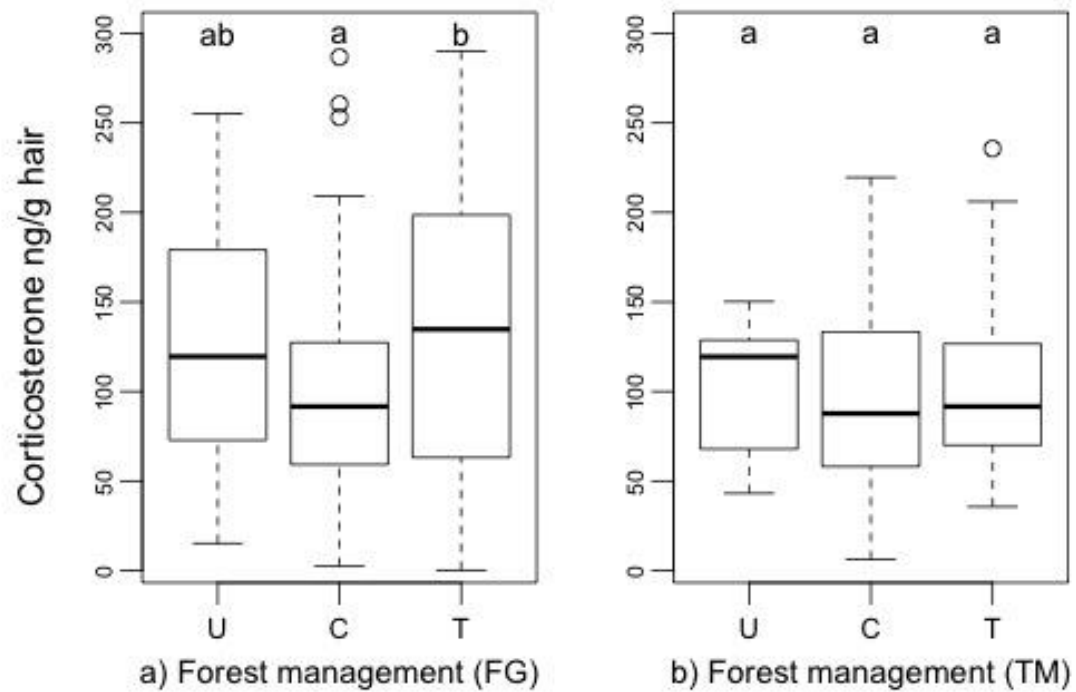 Corticosterone ng/g hair
300
250
200
150
100
50
0
ab a b
U C T
a) Forest management (FG)
300
250
200
150
100
50
0
a a a
U C T
b) Forest management (TM)